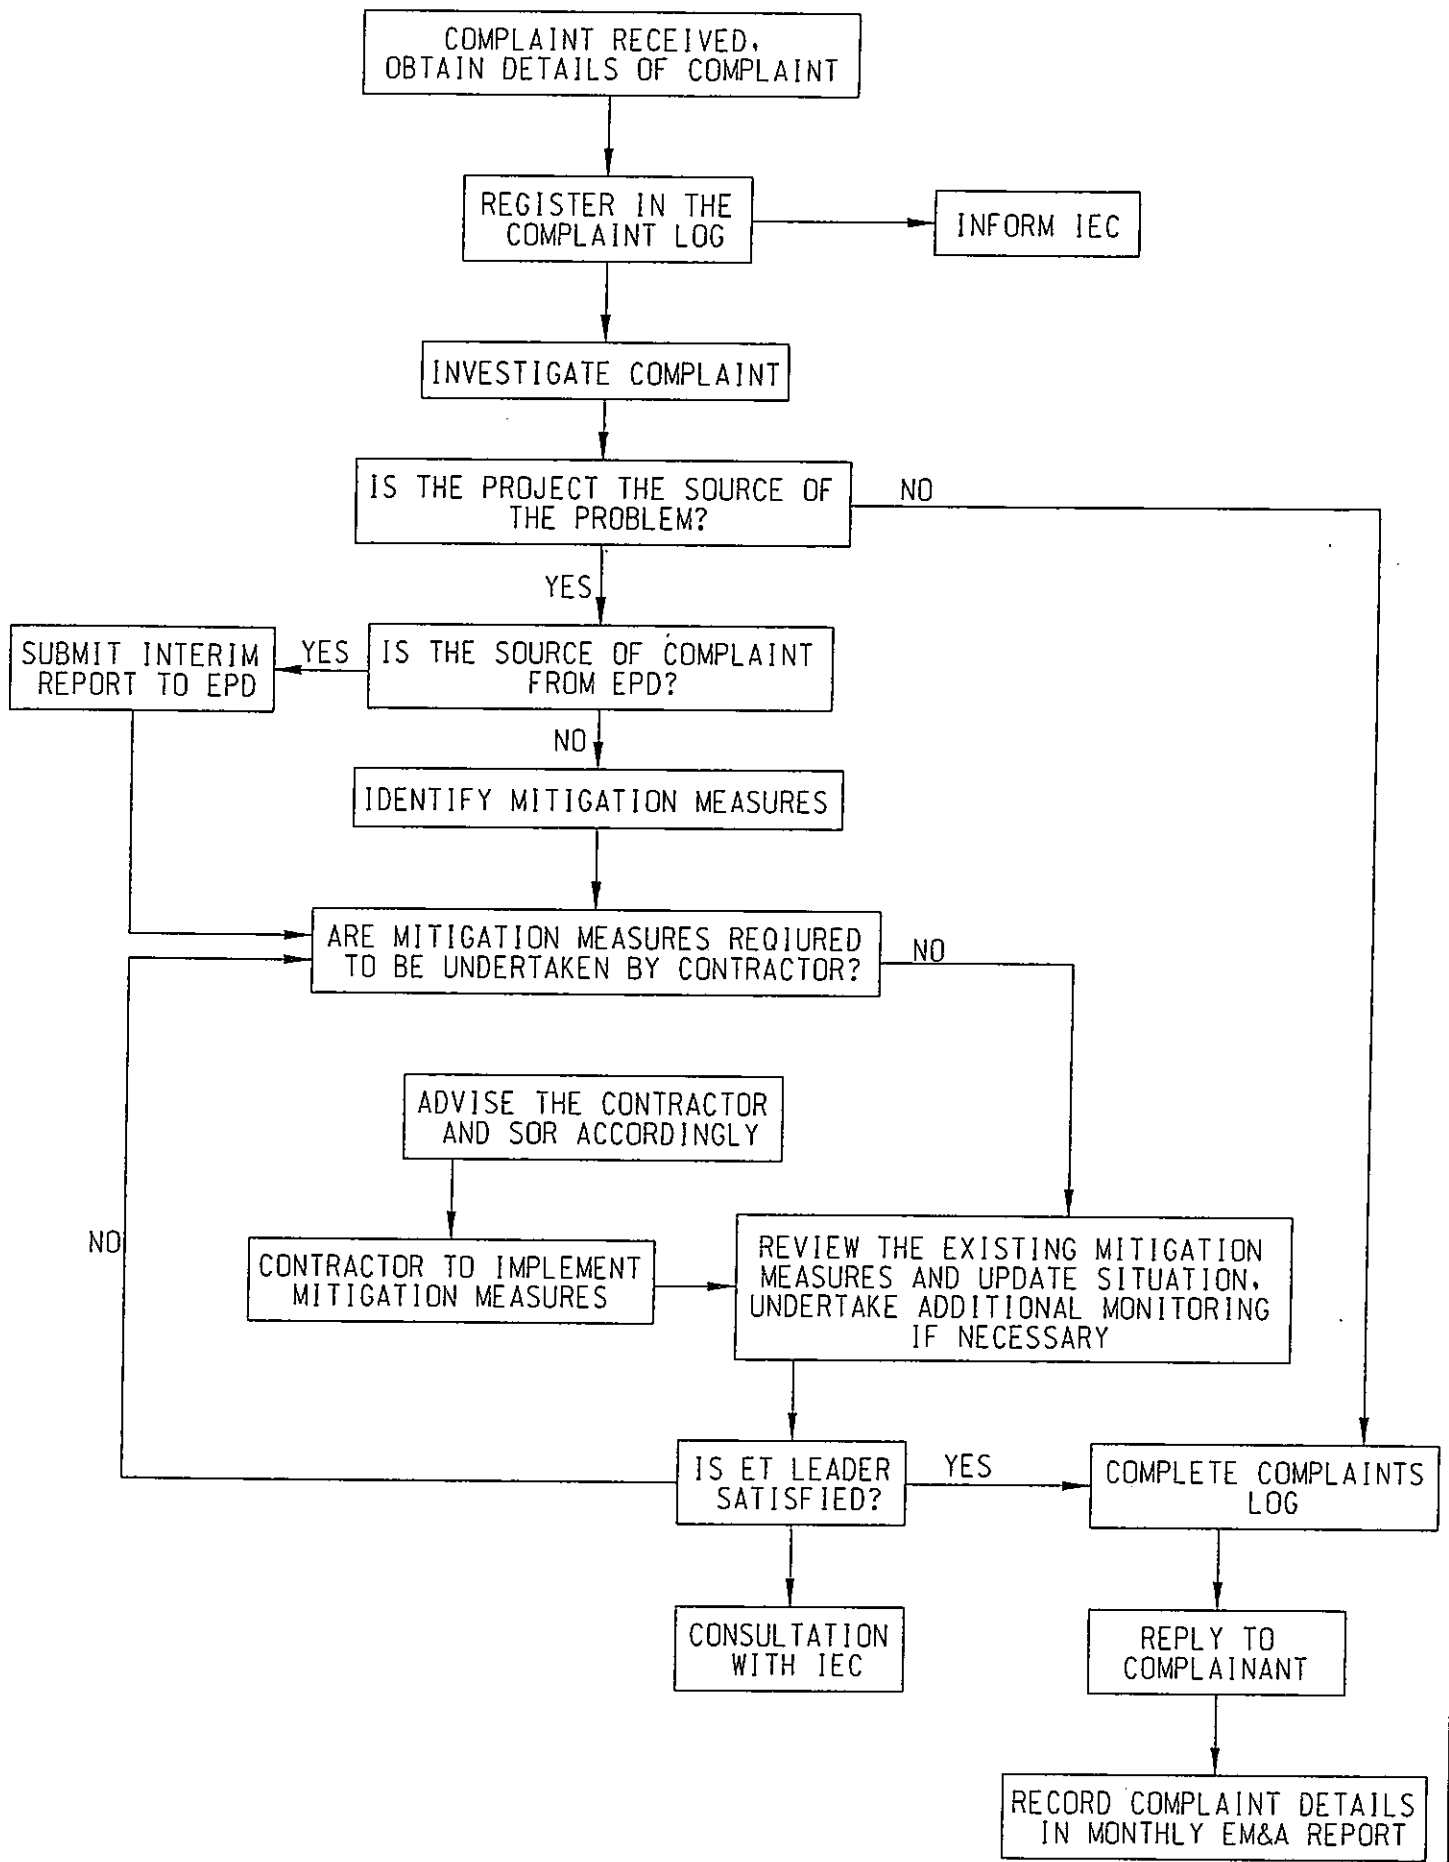 COMPLAINT RECEIVED,
OBTAIN DETAILS OF COMPLAINT
REGISTER IN THE
COMPLAINT LOG
INFORM IEC
INVESTIGATE COMPLAINT
IS THE PROJECT THE SOURCE OF
THE PROBLEM?
NO
YES
SUBMIT INTERIM
REPORT TO EPD
YES
IS THE SOURCE OF COMPLAINT
FROM EPD?
NO
IDENTIFY MITIGATION MEASURES
ARE MITIGATION MEASURES REQIURED
TO BE UNDERTAKEN BY CONTRACTOR?
NO
ADVISE THE CONTRACTOR
AND SOR ACCORDINGLY
NO
CONTRACTOR TO IMPLEMENT
MITIGATION MEASURES
REVIEW THE EXISTING MITIGATION
MEASURES AND UPDATE SITUATION,
UNDERTAKE ADDITIONAL MONITORING
IF NECESSARY
IS ET LEADER
SATISFIED?
YES
COMPLETE COMPLAINTS
LOG
CONSULTATION
WITH IEC
REPLY TO
COMPLAINANT
RECORD COMPLAINT DETAILS
IN MONTHLY EM&A REPORT